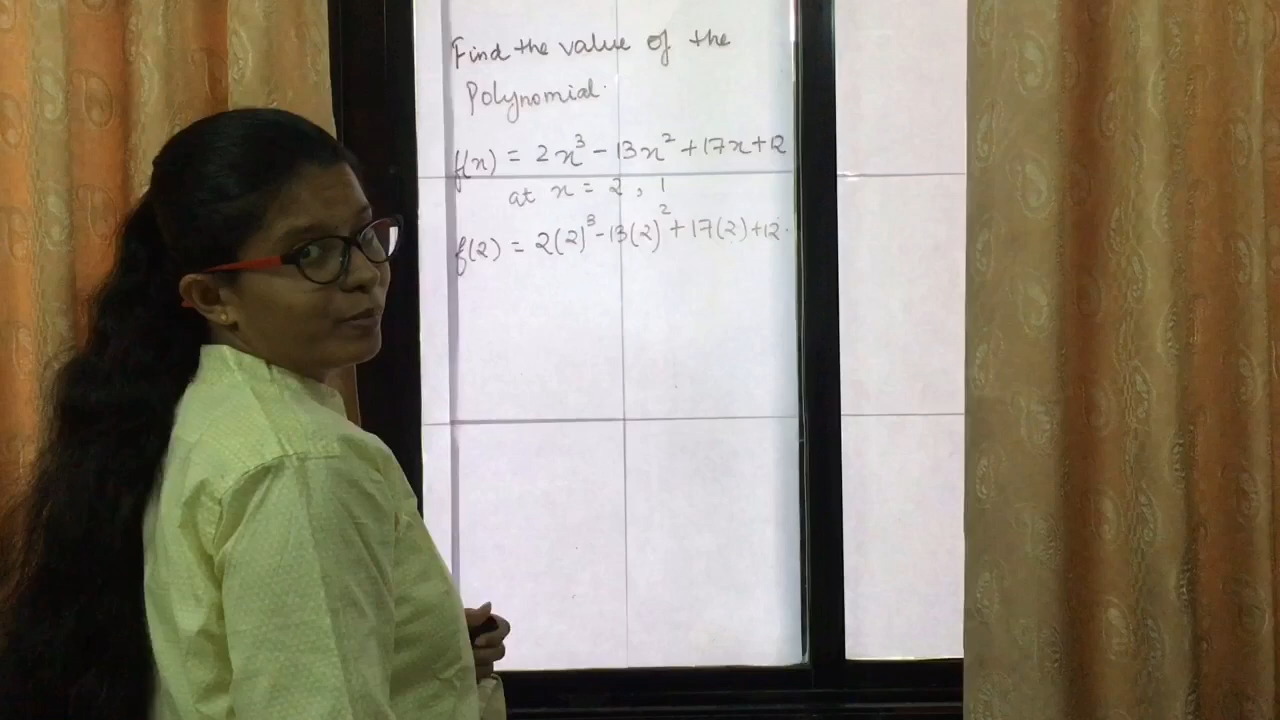 Find the value of the
Polynomial.
f(x) = 2x³ - 13x² + 17x + 12
at x = 2, 1
f(2) = 2(2)³ - 13(2)² + 17(2) + 12.